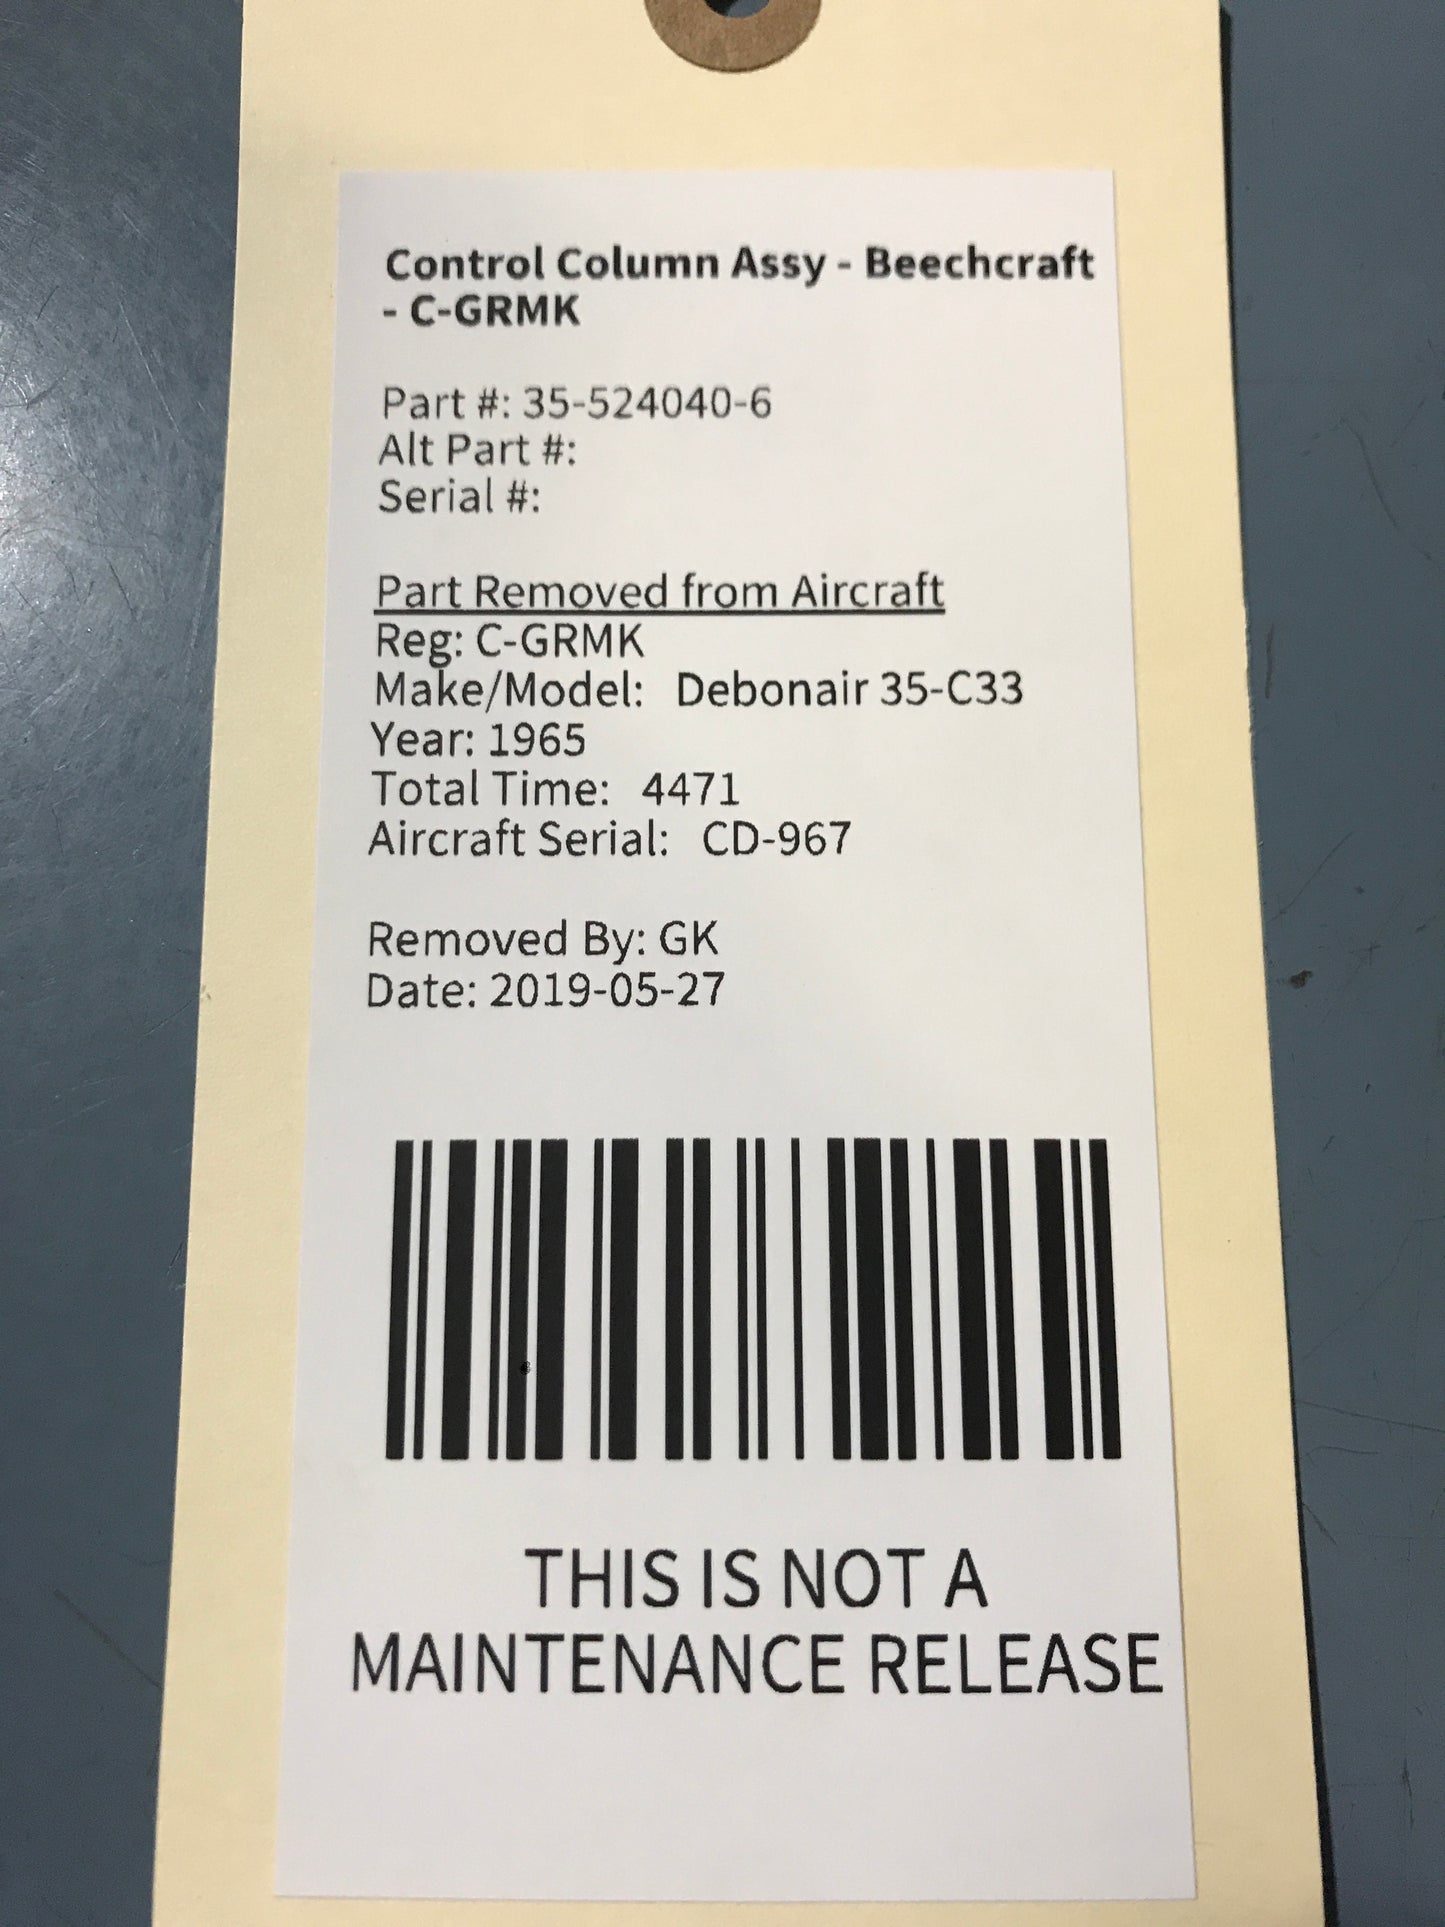 Control Column Assy - Beechcraft
- C-GRMK
Part #: 35-524040-6
Alt Part #:
Serial #:
Part Removed from Aircraft
Reg: C-GRMK
Make/Model: Debonair 35-C33
Year: 1965
Total Time: 4471
Aircraft Serial: CD-967
Removed By: GK
Date: 2019-05-27
THIS IS NOT A
MAINTENANCE RELEASE